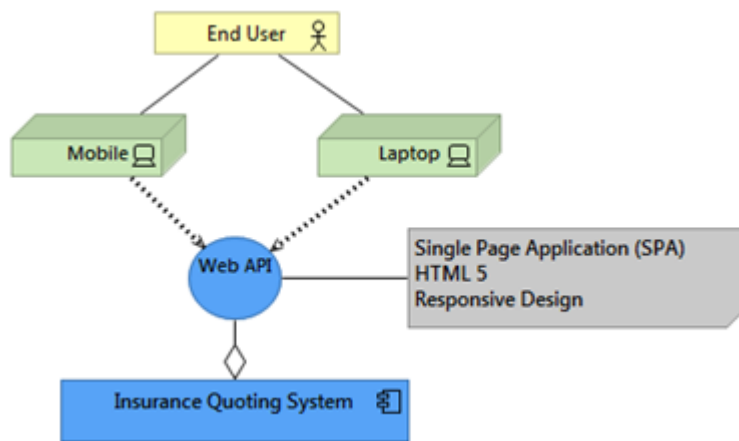 End User
Mobile
Laptop
Web API
Single Page Application (SPA)
HTML 5
Responsive Design
Insurance Quoting System